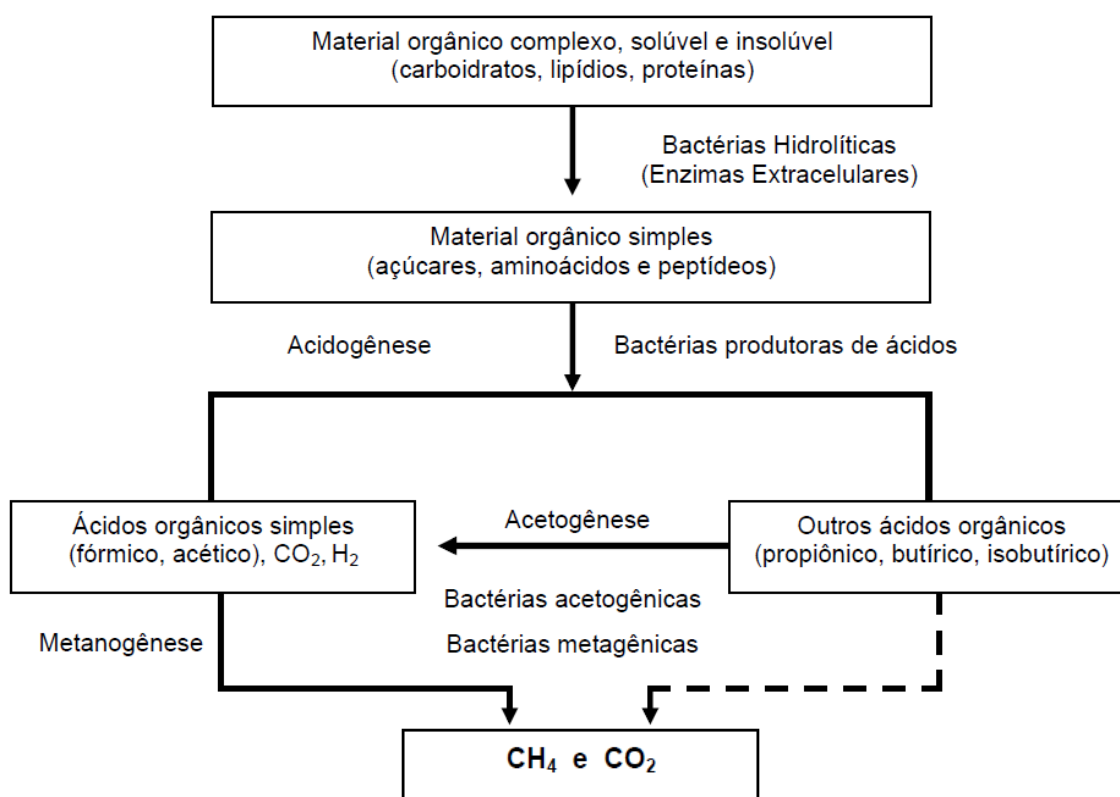 Material orgânico complexo, solúvel e insolúvel
(carboidratos, lipídios, proteínas)
Bactérias Hidrolíticas
(Enzimas Extracelulares)
Material orgânico simples
(açúcares, aminoácidos e peptídeos)
Acidogênese
Bactérias produtoras de ácidos
Ácidos orgânicos simples
(fórmico, acético), CO₂, H₂
Acetogênese
Outros ácidos orgânicos
(propiônico, butírico, isobutírico)
Bactérias acetogênicas
Metanogênese
Bactérias metagênicas
CH₄ e CO₂